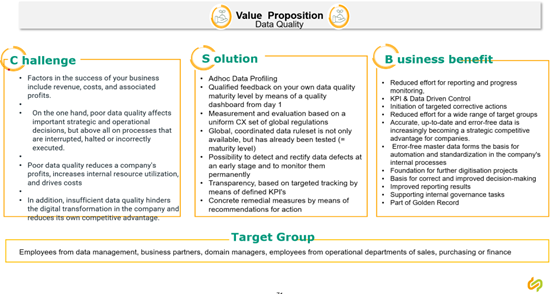 Value Proposition
Data Quality
C hallenge
• Factors in the success of your business
include revenue, costs, and associated
profits.
•
• On the one hand, poor data quality affects
important strategic and operational
decisions, but above all on processes that
are interrupted, halted or incorrectly
executed.
•
• Poor data quality reduces a company's
profits, increases internal resource utilization,
and drives costs
•
• In addition, insufficient data quality hinders
the digital transformation in the company and
reduces its own competitive advantage.
S olution
• Adhoc Data Profiling
• Qualified feedback on your own data quality
maturity level by means of a quality
dashboard from day 1
• Measurement and evaluation based on a
uniform CX set of global regulations
• Global, coordinated data ruleset is not only
available, but has already been tested (=
maturity level)
• Possibility to detect and rectify data defects at
an early stage and to monitor them
permanently
• Transparency, based on targeted tracking by
means of defined KPI's
• Concrete remedial measures by means of
recommendations for action
B usiness benefit
• Reduced effort for reporting and progress
monitoring,
• KPI & Data Driven Control
• Initiation of targeted corrective actions
• Reduced effort for a wide range of target groups
• Accurate, up-to-date and error-free data is
increasingly becoming a strategic competitive
advantage for companies.
• Error-free master data forms the basis for
automation and standardization in the company's
internal processes
• Foundation for further digitisation projects
• Basis for correct and improved decision-making
• Improved reporting results
• Supporting internal governance tasks
• Part of Golden Record
Target Group
Employees from data management, business partners, domain managers, employees from operational departments of sales, purchasing or finance